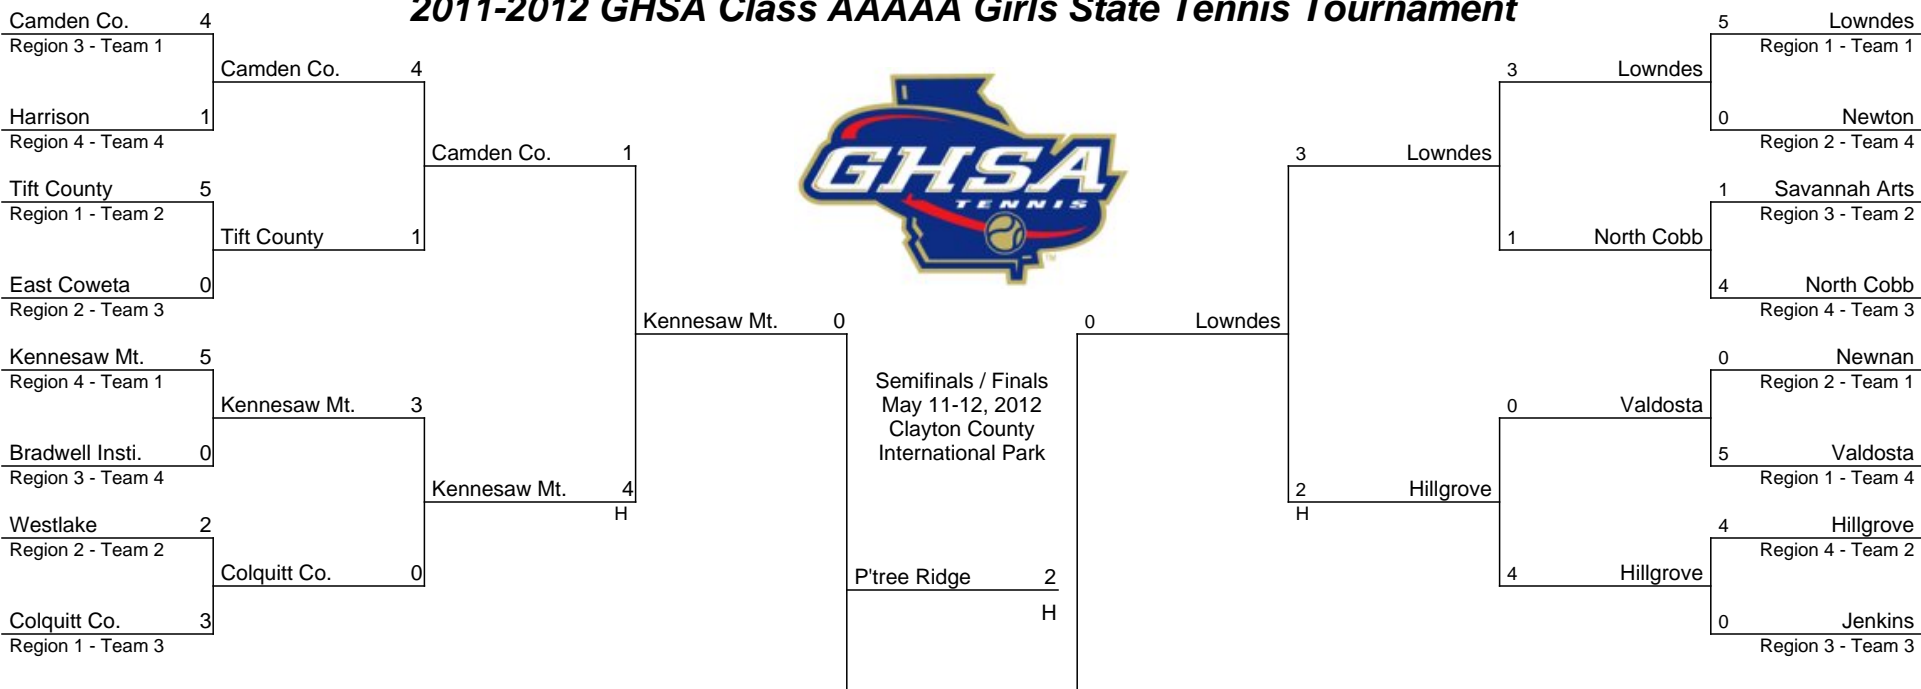 2011-2012 GHSA Class AAAAA Girls State Tennis Tournament
Camden Co. 4
Region 3 - Team 1
Harrison 1
Region 4 - Team 4
Tift County 5
Region 1 - Team 2
East Coweta 0
Region 2 - Team 3
Kennesaw Mt. 5
Region 4 - Team 1
Bradwell Insti. 0
Region 3 - Team 4
Westlake 2
Region 2 - Team 2
Colquitt Co. 3
Region 1 - Team 3
Camden Co. 4
Tift County 1
Kennesaw Mt. 3
Colquitt Co. 0
Camden Co. 1
Kennesaw Mt. 4
H
Kennesaw Mt. 0
GHSA
TENNIS
TM
Semifinals / Finals
May 11-12, 2012
Clayton County
International Park
P'tree Ridge 2
H
0 Lowndes
3 Lowndes
2 Hillgrove
H
3 Lowndes
1 North Cobb
0 Valdosta
4 Hillgrove
5 Lowndes
Region 1 - Team 1
0 Newton
Region 2 - Team 4
1 Savannah Arts
Region 3 - Team 2
4 North Cobb
Region 4 - Team 3
0 Newnan
Region 2 - Team 1
5 Valdosta
Region 1 - Team 4
4 Hillgrove
Region 4 - Team 2
0 Jenkins
Region 3 - Team 3